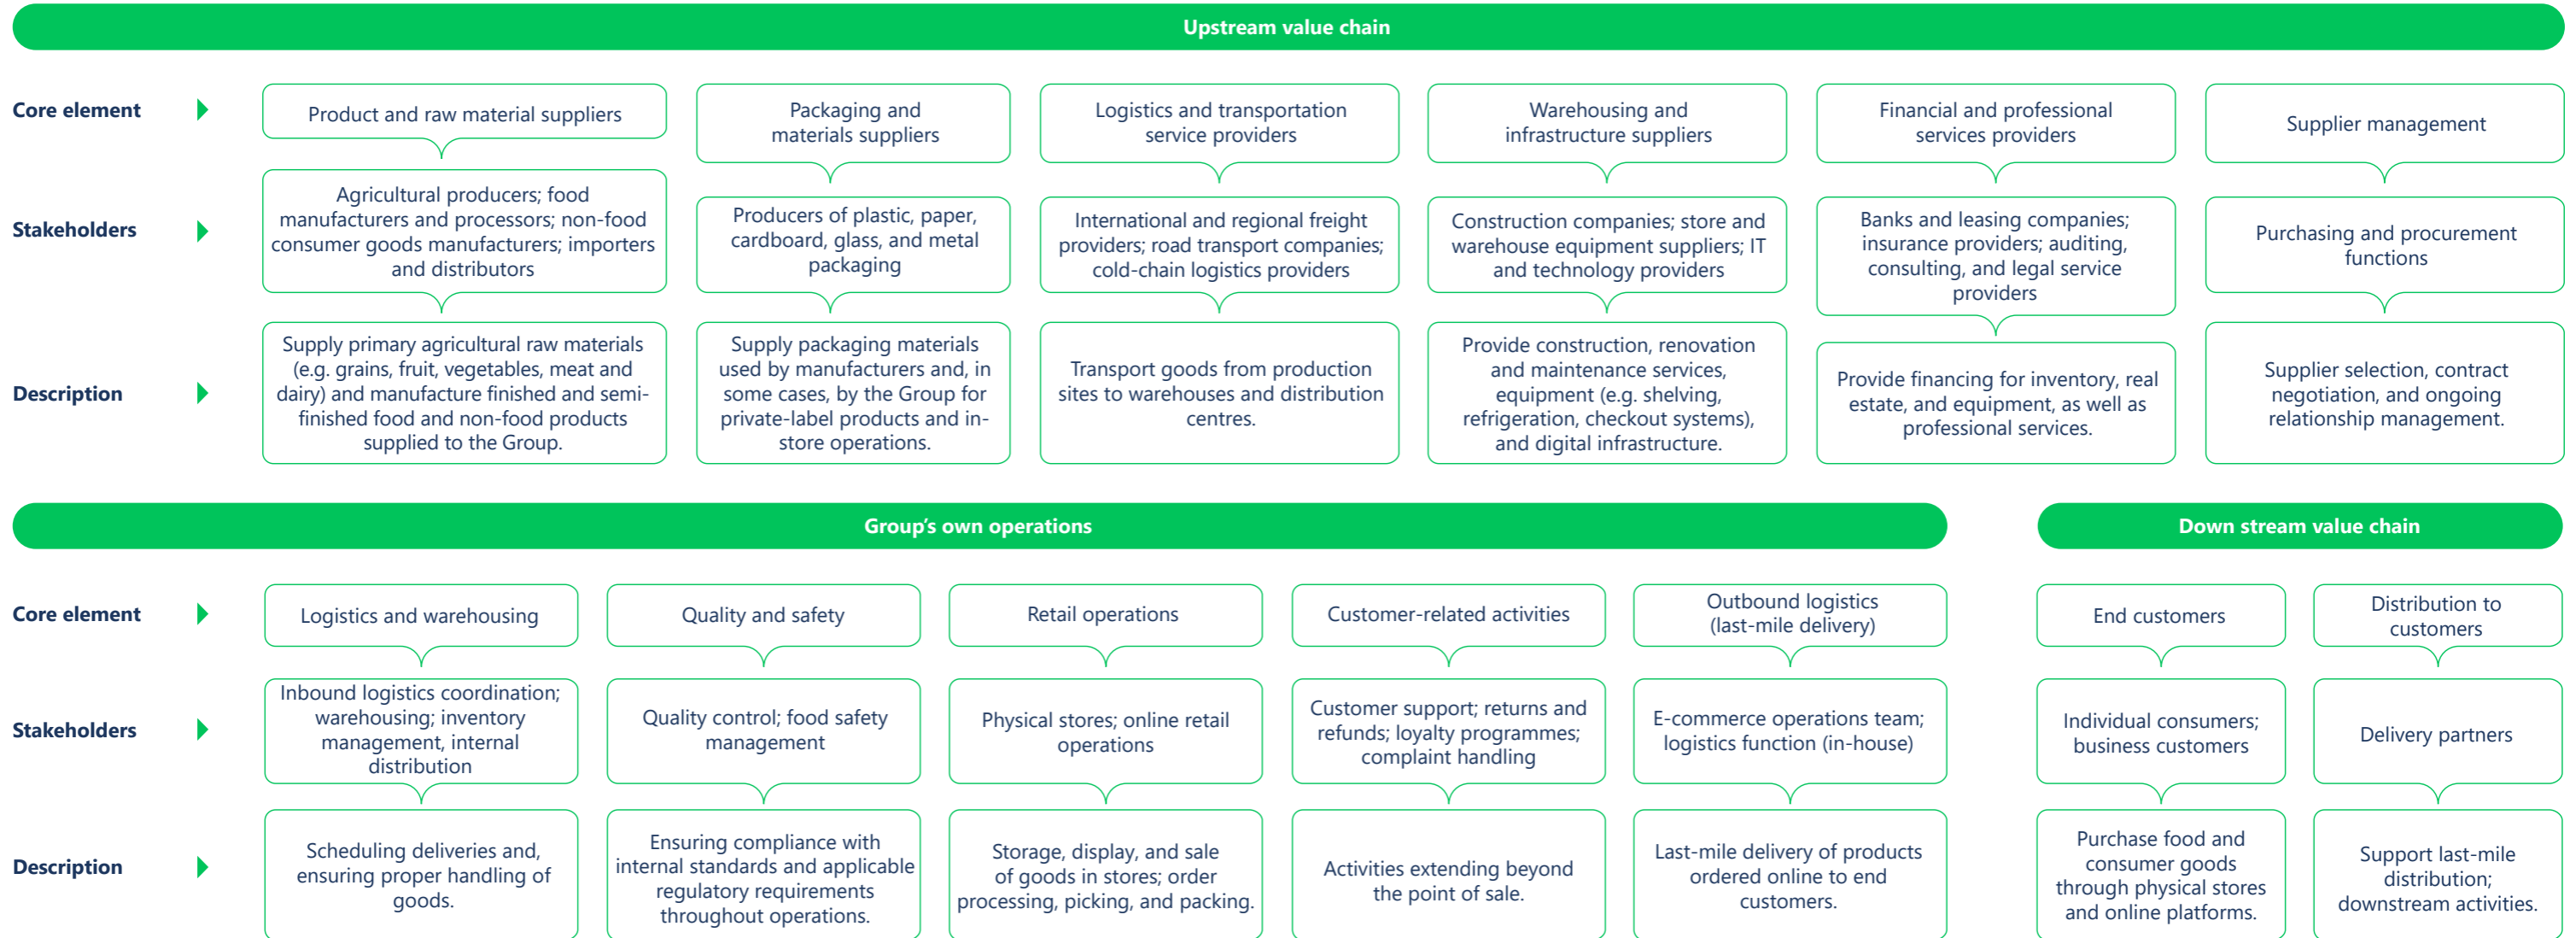 Upstream value chain
Core element
Product and raw material suppliers
Packaging and
materials suppliers
Logistics and transportation
service providers
Warehousing and
infrastructure suppliers
Financial and professional
services providers
Supplier management
Stakeholders
Agricultural producers; food
manufacturers and processors; non-food
consumer goods manufacturers; importers
and distributors
Producers of plastic, paper,
cardboard, glass, and metal
packaging
International and regional freight
providers; road transport companies;
cold-chain logistics providers
Construction companies; store and
warehouse equipment suppliers; IT
and technology providers
Banks and leasing companies;
insurance providers; auditing,
consulting, and legal service
providers
Purchasing and procurement
functions
Description
Supply primary agricultural raw materials
(e.g. grains, fruit, vegetables, meat and
dairy) and manufacture finished and semi-
finished food and non-food products
supplied to the Group.
Supply packaging materials
used by manufacturers and, in
some cases, by the Group for
private-label products and in-
store operations.
Transport goods from production
sites to warehouses and distribution
centres.
Provide construction, renovation
and maintenance services,
equipment (e.g. shelving,
refrigeration, checkout systems),
and digital infrastructure.
Provide financing for inventory, real
estate, and equipment, as well as
professional services.
Supplier selection, contract
negotiation, and ongoing
relationship management.
Group's own operations
Down stream value chain
Core element
Logistics and warehousing
Quality and safety
Retail operations
Customer-related activities
Outbound logistics
(last-mile delivery)
End customers
Distribution to
customers
Stakeholders
Inbound logistics coordination;
warehousing; inventory
management, internal
distribution
Quality control; food safety
management
Physical stores; online retail
operations
Customer support; returns and
refunds; loyalty programmes;
complaint handling
E-commerce operations team;
logistics function (in-house)
Individual consumers;
business customers
Delivery partners
Description
Scheduling deliveries and,
ensuring proper handling of
goods.
Ensuring compliance with
internal standards and applicable
regulatory requirements
throughout operations.
Storage, display, and sale
of goods in stores; order
processing, picking, and packing.
Activities extending beyond
the point of sale.
Last-mile delivery of products
ordered online to end
customers.
Purchase food and
consumer goods
through physical stores
and online platforms.
Support last-mile
distribution;
downstream activities.